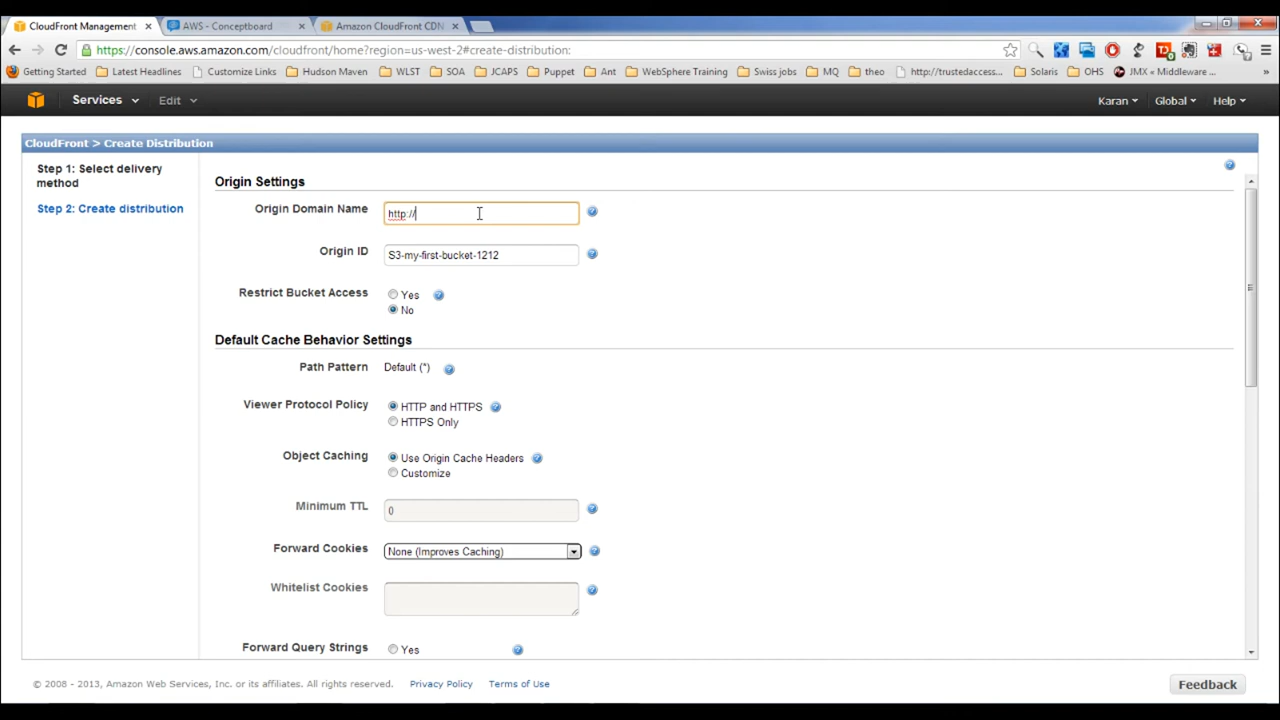 CloudFront Management
AWS - Conceptboard
Amazon CloudFront CDN
https://console.aws.amazon.com/cloudfront/home?region=us-west-2#create-distribution:
Getting Started
Latest Headlines
Customize Links
Hudson Maven
WLST
SOA
JCAPS
Puppet
Ant
WebSphere Training
Swiss jobs
MQ
theo
http://trustedaccess...
Solaris
OHS
JMX « Middleware ...
»
Services
Edit
Karan
Global
Help
CloudFront > Create Distribution
Step 1: Select delivery
method
Step 2: Create distribution
Origin Settings
Origin Domain Name
http://
Origin ID
S3-my-first-bucket-1212
Restrict Bucket Access
Yes
No
Default Cache Behavior Settings
Path Pattern
Default (*)
Viewer Protocol Policy
HTTP and HTTPS
HTTPS Only
Object Caching
Use Origin Cache Headers
Customize
Minimum TTL
0
Forward Cookies
None (Improves Caching)
Whitelist Cookies
Forward Query Strings
Yes
© 2008 - 2013, Amazon Web Services, Inc. or its affiliates. All rights reserved.
Privacy Policy
Terms of Use
Feedback